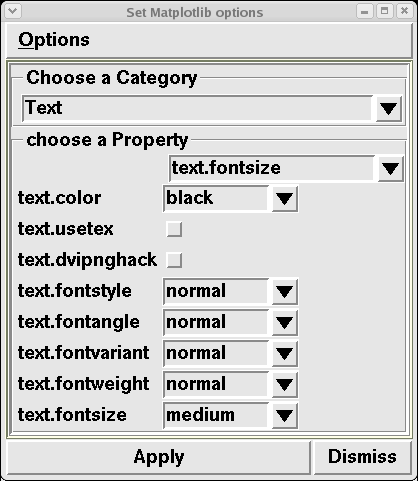 Set Matplotlib options
Options
Choose a Category
Text
choose a Property
text.fontsize
text.color black
text.usetex
text.dvipnghack
text.fontstyle normal
text.fontangle normal
text.fontvariant normal
text.fontweight normal
text.fontsize medium
Apply Dismiss